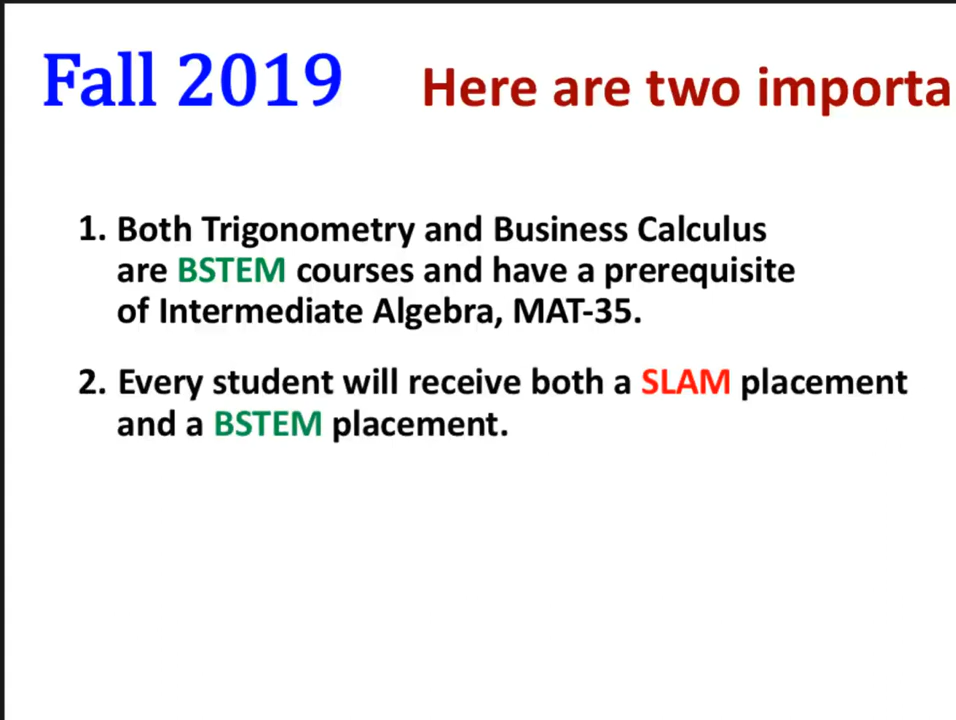 Fall 2019 Here are two importa
1. Both Trigonometry and Business Calculus
are BSTEM courses and have a prerequisite
of Intermediate Algebra, MAT-35.
2. Every student will receive both a SLAM placement
and a BSTEM placement.